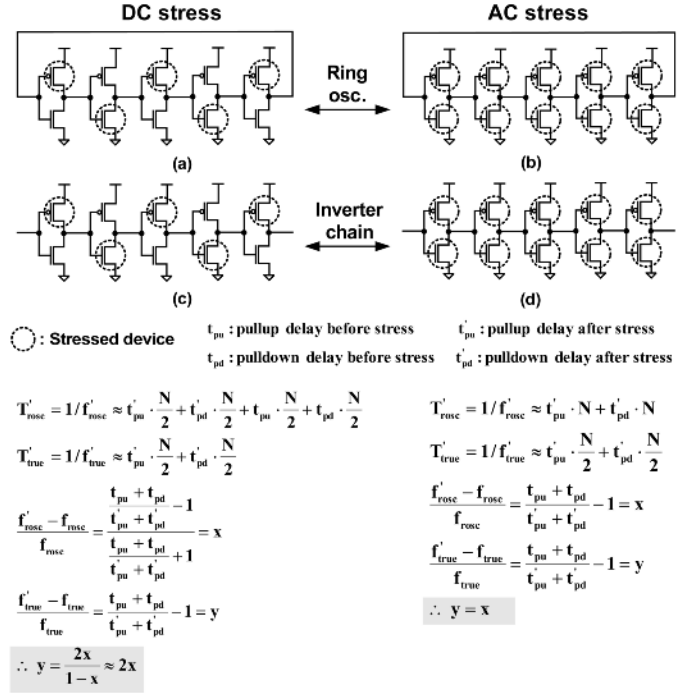 DC stress
AC stress
Ring
osc.
(a)
(b)
Inverter
chain
(c)
(d)
: Stressed device
t_pu : pullup delay before stress
t'_pu : pullup delay after stress
t_pd : pulldown delay before stress
t'_pd : pulldown delay after stress
T'_rosc = 1/f'_rosc ≈ t'_pu · N/2 + t'_pd · N/2 + t_pu · N/2 + t_pd · N/2
T'_true = 1/f'_true ≈ t'_pu · N/2 + t'_pd · N/2
(f'_rosc − f_rosc)/f_rosc = ((t_pu + t_pd)/(t'_pu + t'_pd) − 1)/((t_pu + t_pd)/(t'_pu + t'_pd) + 1) = x
(f'_true − f_true)/f_true = (t_pu + t_pd)/(t'_pu + t'_pd) − 1 = y
∴ y = 2x/(1 − x) ≈ 2x
T'_rosc = 1/f'_rosc ≈ t'_pu · N + t'_pd · N
T'_true = 1/f'_true ≈ t'_pu · N/2 + t'_pd · N/2
(f'_rosc − f_rosc)/f_rosc = (t_pu + t_pd)/(t'_pu + t'_pd) − 1 = x
(f'_true − f_true)/f_true = (t_pu + t_pd)/(t'_pu + t'_pd) − 1 = y
∴ y = x